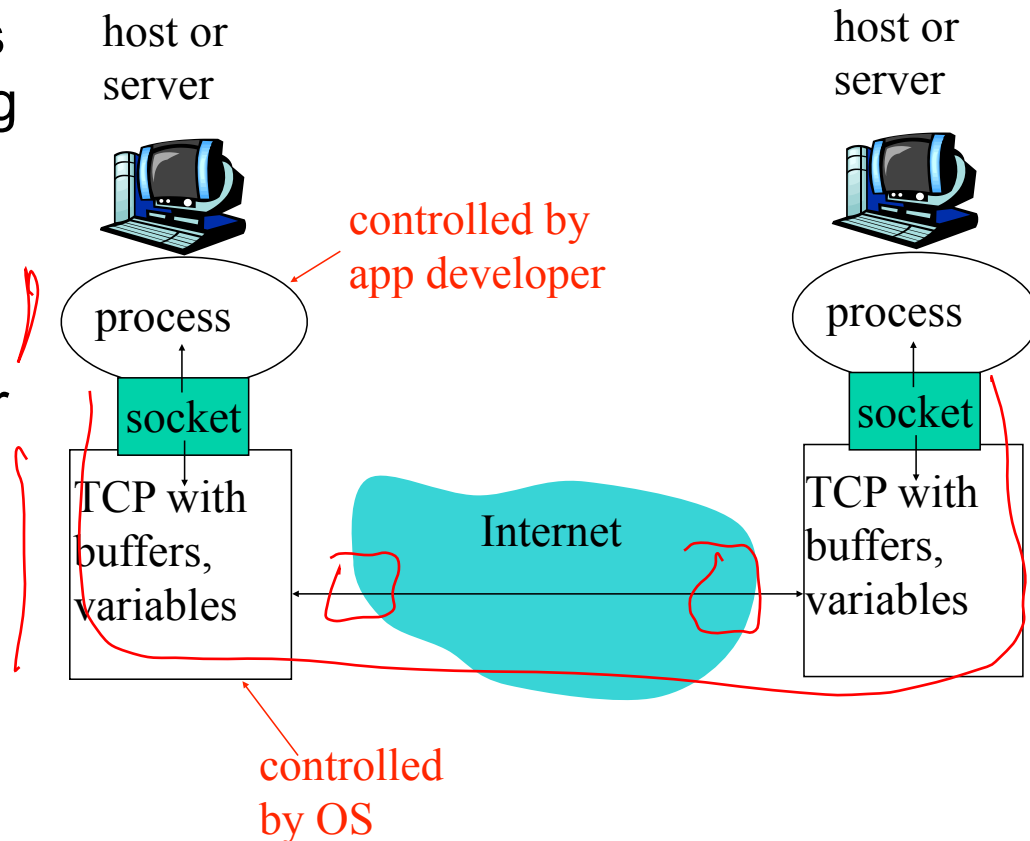 s
g
r
host or
server
controlled by
app developer
process
socket
TCP with
buffers,
variables
controlled
by OS
Internet
host or
server
process
socket
TCP with
buffers,
variables